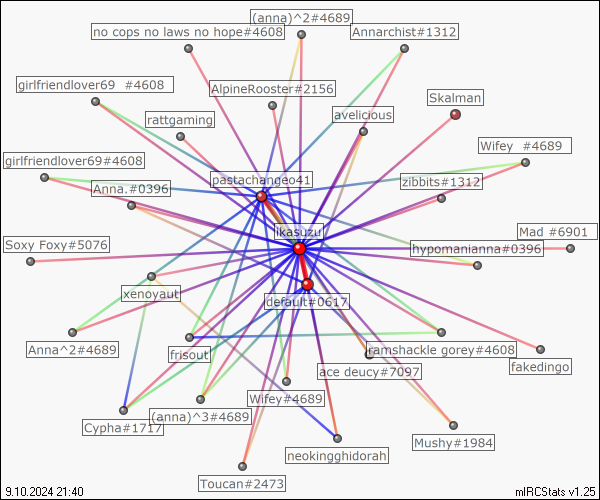 (anna)^2#4689
no cops no laws no hope#4608
Annarchist#1312
girlfriendlover69 #4608
AlpineRooster#2156
Skalman
rattgaming
avelicious
Wifey #4689
girlfriendlover69#4608
pastachangeo41
zibbits#1312
Anna.#0396
Mad #6901
ikasuzu
Soxy Foxy#5076
hypomanianna#0396
xenoyaut
default#0617
Anna^2#4689
frisout
ramshackle gorey#4608
fakedingo
ace deucy#7097
Wifey#4689
(anna)^3#4689
Cypha#1717
Mushy#1984
neokingghidorah
Toucan#2473
9.10.2024 21:40
mIRCStats v1.25